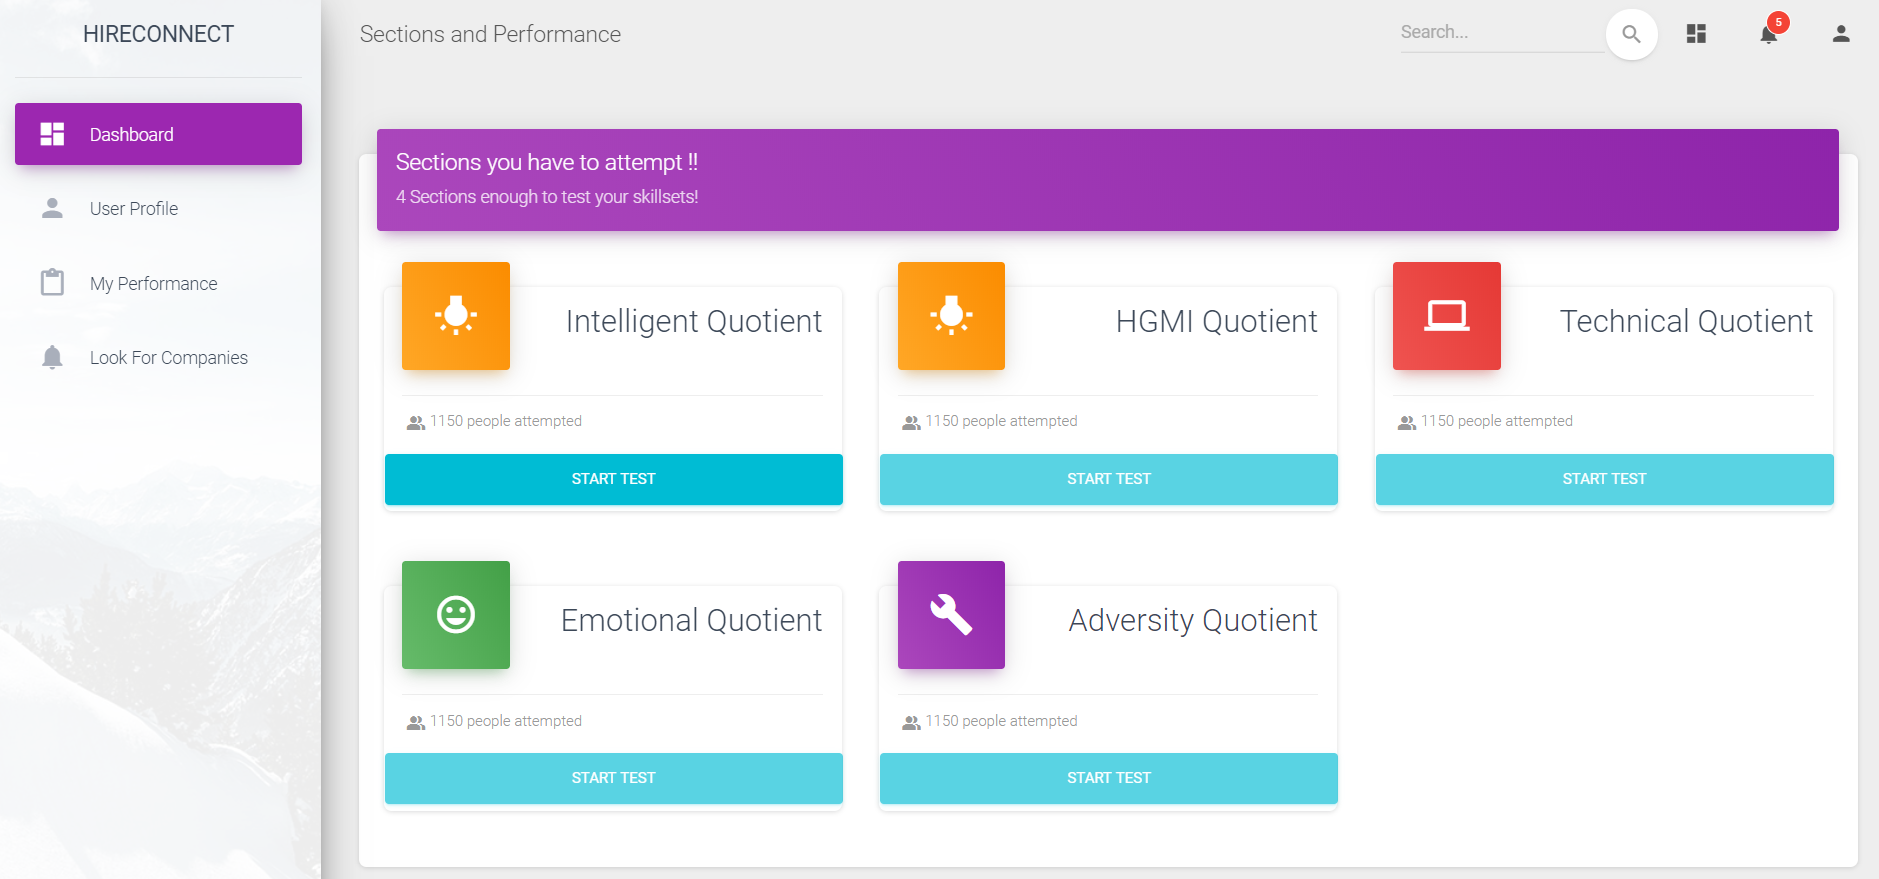 HIRECONNECT
Dashboard
User Profile
My Performance
Look For Companies
Sections and Performance
Search...
5
Sections you have to attempt !!
4 Sections enough to test your skillsets!
Intelligent Quotient
1150 people attempted
START TEST
HGMI Quotient
1150 people attempted
START TEST
Technical Quotient
1150 people attempted
START TEST
Emotional Quotient
1150 people attempted
START TEST
Adversity Quotient
1150 people attempted
START TEST